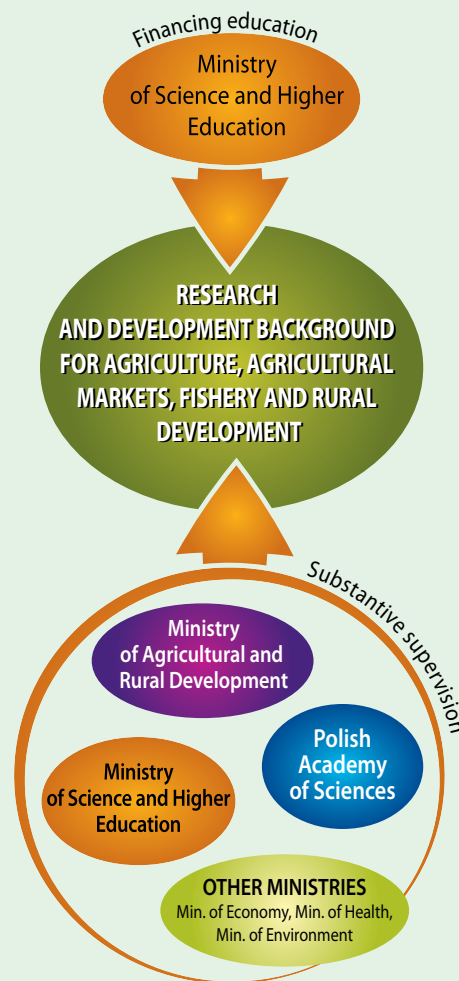 Financing education
Ministry
of Science and Higher
Education
RESEARCH
AND DEVELOPMENT BACKGROUND
FOR AGRICULTURE, AGRICULTURAL
MARKETS, FISHERY AND RURAL
DEVELOPMENT
Substantive supervision
Ministry
of Agricultural and
Rural Development
Polish
Academy
of Sciences
Ministry
of Science and Higher
Education
OTHER MINISTRIES
Min. of Economy, Min. of Health,
Min. of Environment